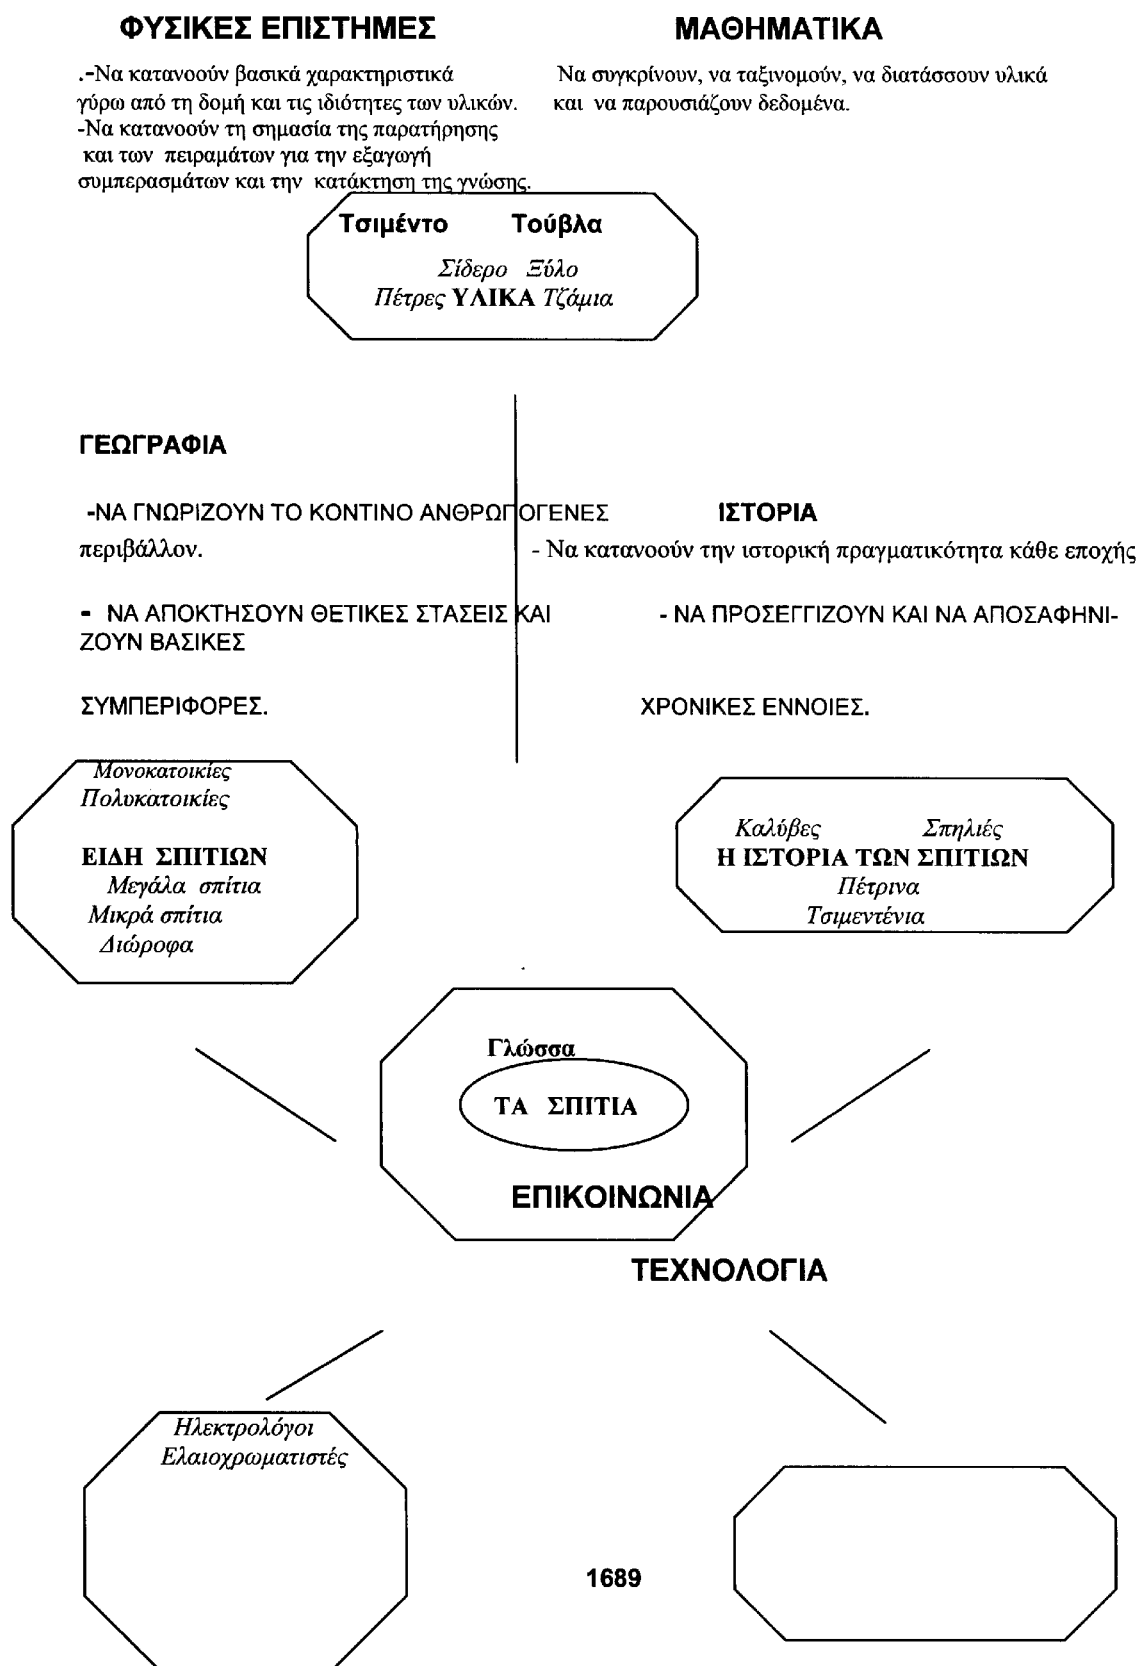 ΦΥΣΙΚΕΣ ΕΠΙΣΤΗΜΕΣ ΜΑΘΗΜΑΤΙΚΑ
.-Να κατανοούν βασικά χαρακτηριστικά Να συγκρίνουν, να ταξινομούν, να διατάσσουν υλικά
γύρω από τη δομή και τις ιδιότητες των υλικών. και να παρουσιάζουν δεδομένα.
-Να κατανοούν τη σημασία της παρατήρησης
και των πειραμάτων για την εξαγωγή
συμπερασμάτων και την κατάκτηση της γνώσης.
Τσιμέντο Τούβλα
Σίδερο Ξύλο
Πέτρες ΥΛΙΚΑ Τζάμια
ΓΕΩΓΡΑΦΙΑ
-ΝΑ ΓΝΩΡΙΖΟΥΝ ΤΟ ΚΟΝΤΙΝΟ ΑΝΘΡΩΠΟΓΕΝΕΣ ΙΣΤΟΡΙΑ
περιβάλλον. - Να κατανοούν την ιστορική πραγματικότητα κάθε εποχής
- ΝΑ ΑΠΟΚΤΗΣΟΥΝ ΘΕΤΙΚΕΣ ΣΤΑΣΕΙΣ ΚΑΙ - ΝΑ ΠΡΟΣΕΓΓΙΖΟΥΝ ΚΑΙ ΝΑ ΑΠΟΣΑΦΗΝΙ-
ΖΟΥΝ ΒΑΣΙΚΕΣ
ΣΥΜΠΕΡΙΦΟΡΕΣ. ΧΡΟΝΙΚΕΣ ΕΝΝΟΙΕΣ.
Μονοκατοικίες
Πολυκατοικίες
ΕΙΔΗ ΣΠΙΤΙΩΝ
Μεγάλα σπίτια
Μικρά σπίτια
Διώροφα
Καλύβες Σπηλιές
Η ΙΣΤΟΡΙΑ ΤΩΝ ΣΠΙΤΙΩΝ
Πέτρινα
Τσιμεντένια
Γλώσσα
ΤΑ ΣΠΙΤΙΑ
ΕΠΙΚΟΙΝΩΝΙΑ
ΤΕΧΝΟΛΟΓΙΑ
Ηλεκτρολόγοι
Ελαιοχρωματιστές
1689